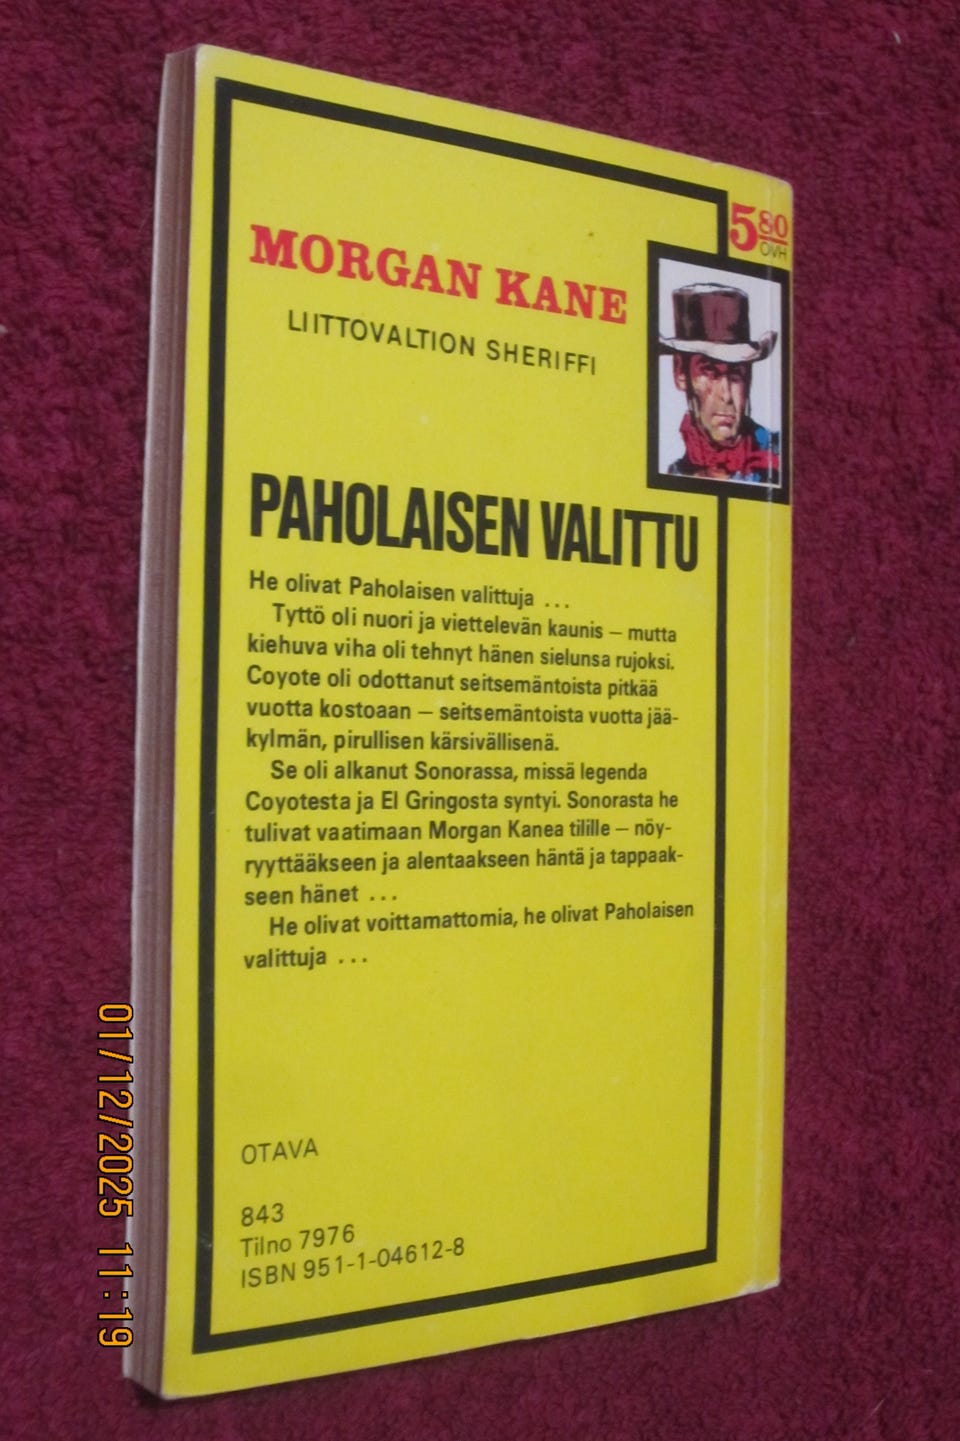 5 80
OVH
MORGAN KANE
LIITTOVALTION SHERIFFI
PAHOLAISEN VALITTU
He olivat Paholaisen valittuja ...
Tyttö oli nuori ja viettelevän kaunis – mutta
kiehuva viha oli tehnyt hänen sielunsa rujoksi.
Coyote oli odottanut seitsemäntoista pitkää
vuotta kostoaan – seitsemäntoista vuotta jää-
kylmän, pirullisen kärsivällisenä.
Se oli alkanut Sonorassa, missä legenda
Coyotesta ja El Gringosta syntyi. Sonorasta he
tulivat vaatimaan Morgan Kanea tilille – nöy-
ryyttääkseen ja alentaakseen häntä ja tappaak-
seen hänet ...
He olivat voittamattomia, he olivat Paholaisen
valittuja ...
OTAVA
843
Tilno 7976
ISBN 951-1-04612-8
01/12/2025 11:19